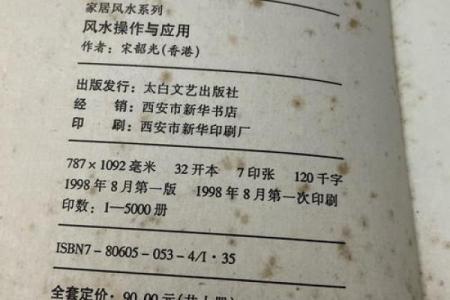 家居风水系列
风水操作与应用
作者:宋韶光(香港)
出版发行:太白文艺出版社
经 销:西安市新华书店
印 刷:西安市新华印刷厂
787×1092毫米 32开本 7印张 120千字
1998年8月第一版 1998年8月第一次印刷
印数:1—5000册
ISBN7-80605-053-4/I·35
全套定价:90.00元(共